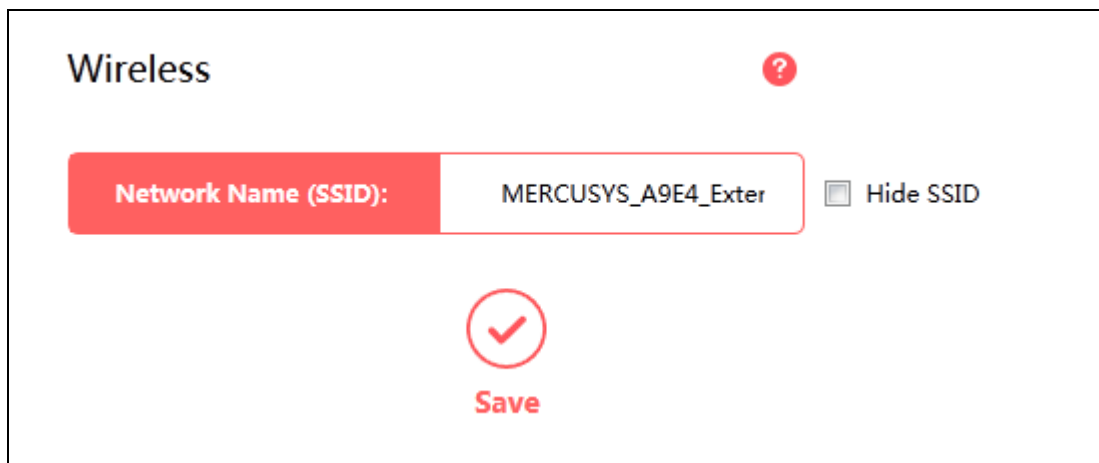 Wireless
?
Network Name (SSID): MERCUSYS_A9E4_Exter Hide SSID
Save